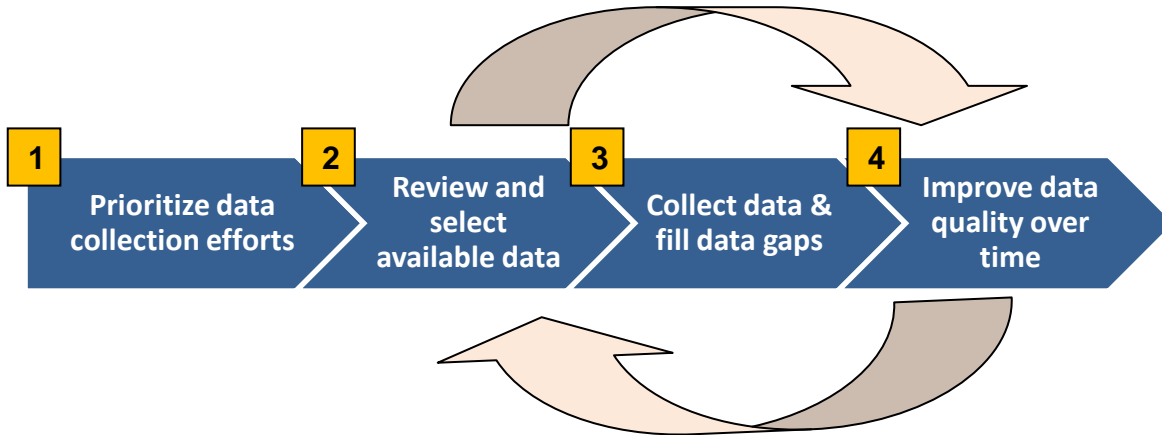 1
Prioritize data
collection efforts
2
Review and
select
available data
3
Collect data &
fill data gaps
4
Improve data
quality over
time